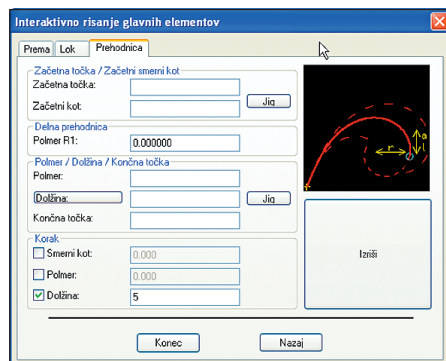 Interaktivno risanje glavnih elementov
Prema Lok Prehodnica
Začetna točka / Začetni smerni kot
Začetna točka:
Začetni kot:
Jig
Delna prehodnica
Polmer R1: 0.000000
Polmer / Dolžina / Končna točka
Polmer:
Dolžina:
Jig
Končna točka:
Korak
Smerni kot: 0.000
Polmer: 0.000
Dolžina: 5
r
a
l
Izriši
Konec Nazaj